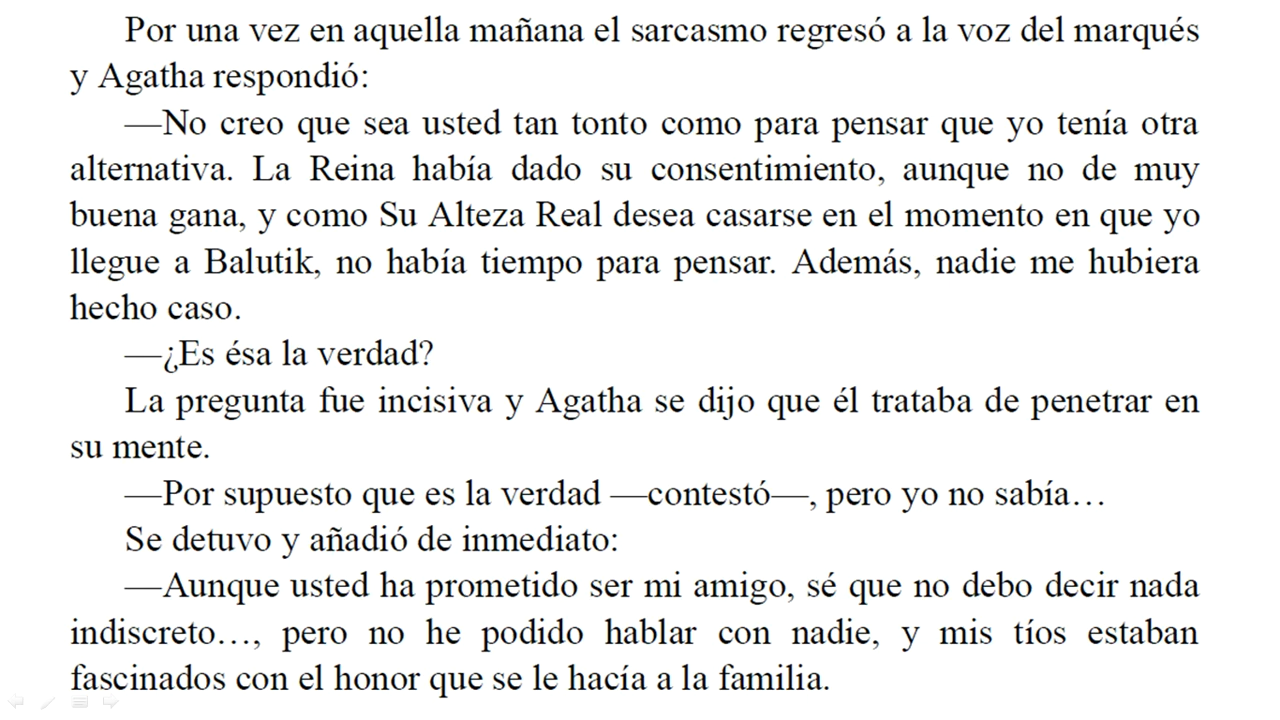 Por una vez en aquella mañana el sarcasmo regresó a la voz del marqués
y Agatha respondió:
—No creo que sea usted tan tonto como para pensar que yo tenía otra
alternativa. La Reina había dado su consentimiento, aunque no de muy
buena gana, y como Su Alteza Real desea casarse en el momento en que yo
llegue a Balutik, no había tiempo para pensar. Además, nadie me hubiera
hecho caso.
—¿Es ésa la verdad?
La pregunta fue incisiva y Agatha se dijo que él trataba de penetrar en
su mente.
—Por supuesto que es la verdad —contestó—, pero yo no sabía…
Se detuvo y añadió de inmediato:
—Aunque usted ha prometido ser mi amigo, sé que no debo decir nada
indiscreto…, pero no he podido hablar con nadie, y mis tíos estaban
fascinados con el honor que se le hacía a la familia.